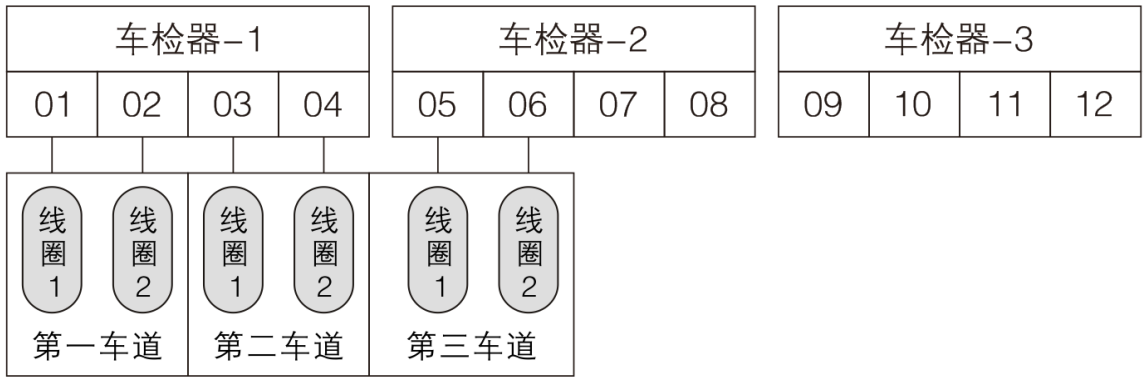 车检器-1 车检器-2 车检器-3
01 02 03 04 05 06 07 08 09 10 11 12
线圈1 线圈2 线圈1 线圈2 线圈1 线圈2
第一车道 第二车道 第三车道